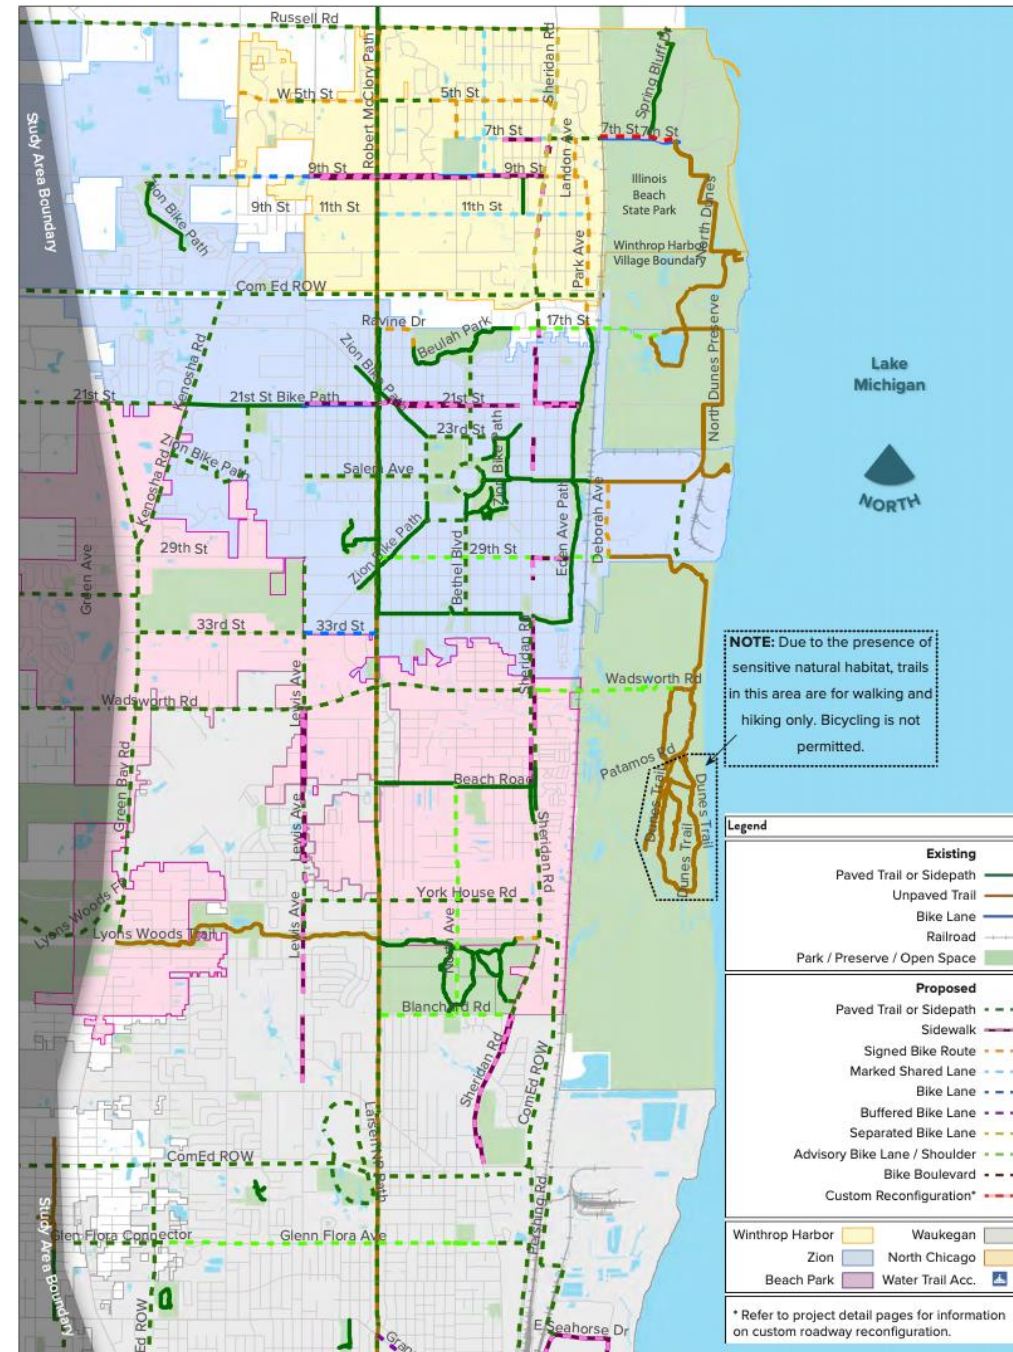 Russell Rd
Sheridan Rd
Robert McClory Path
Spring Bluff Dr
W 5th St
5th St
7th St
7th St
7th St
Study Area Boundary
Landon Ave
9th St
9th St
Illinois
Beach
State Park
Zion Bike Path
9th St
11th St
11th St
North Dunes
Winthrop Harbor
Village Boundary
Park Ave
Com Ed ROW
Ravine Dr
17th St
Beulah Park
Zion Bike Path
Kenosha Rd
North Dunes Preserve
Lake
Michigan
21st St
21st St Bike Path
21st St
23rd St
Zion Bike Path
Zion Bike Path
Salem Ave
Kenosha Rd
NORTH
Deborah Ave
Eden Ave Path
29th St
29th St
Zion Bike Path
Bethel Blvd
Green Ave
33rd St
33rd St
Sheridan Rd
NOTE: Due to the presence of
sensitive natural habitat, trails
in this area are for walking and
hiking only. Bicycling is not
permitted.
Lewis Ave
Wadsworth Rd
Wadsworth Rd
Green Bay Rd
Patamos Rd
Beach Road
Dunes Trail
Dunes Trail
Dunes Trail
Lewis Ave
Sheridan Rd
York House Rd
Lyons Woods Trail
Lewis Ave
Blanchard Rd
Sheridan Rd
ComEd ROW
ComEd ROW
Pershing Rd
Glen Flora Connector
Glenn Flora Ave
Study Area Boundary
Ed ROW
E Seahorse Dr
Legend
Existing
Paved Trail or Sidepath
Unpaved Trail
Bike Lane
Railroad
Park / Preserve / Open Space
Proposed
Paved Trail or Sidepath
Sidewalk
Signed Bike Route
Marked Shared Lane
Bike Lane
Buffered Bike Lane
Separated Bike Lane
Advisory Bike Lane / Shoulder
Bike Boulevard
Custom Reconfiguration*
Winthrop Harbor
Waukegan
Zion
North Chicago
Beach Park
Water Trail Acc.
* Refer to project detail pages for information
on custom roadway reconfiguration.